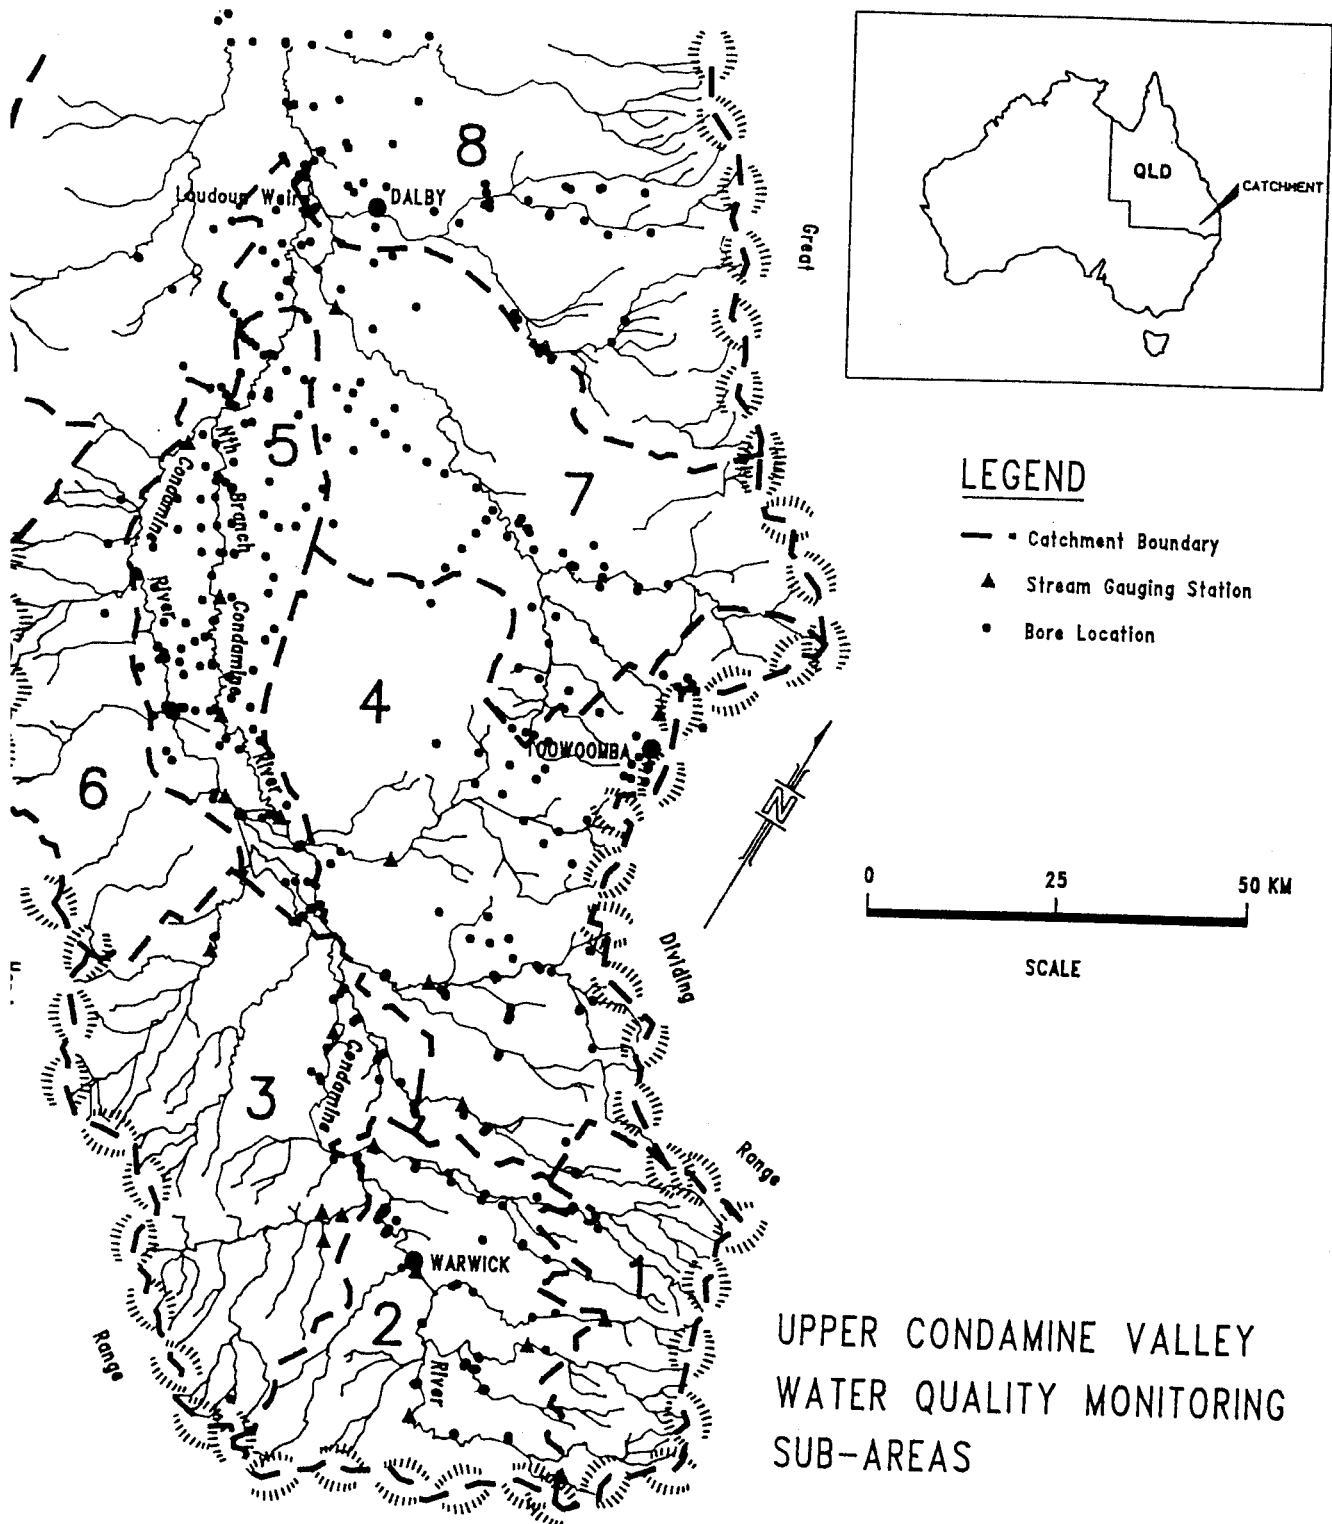 8
Loudoun Weir
DALBY
Great
QLD
CATCHMENT
5
Nth
Branch
Condamine
River
Condamine
River
7
LEGEND
Catchment Boundary
Stream Gauging Station
Bore Location
4
TOOWOOMBA
6
N
0 25 50 KM
SCALE
Dividing
Range
3
Condamine
WARWICK
1
2
River
Range
UPPER CONDAMINE VALLEY
WATER QUALITY MONITORING
SUB-AREAS